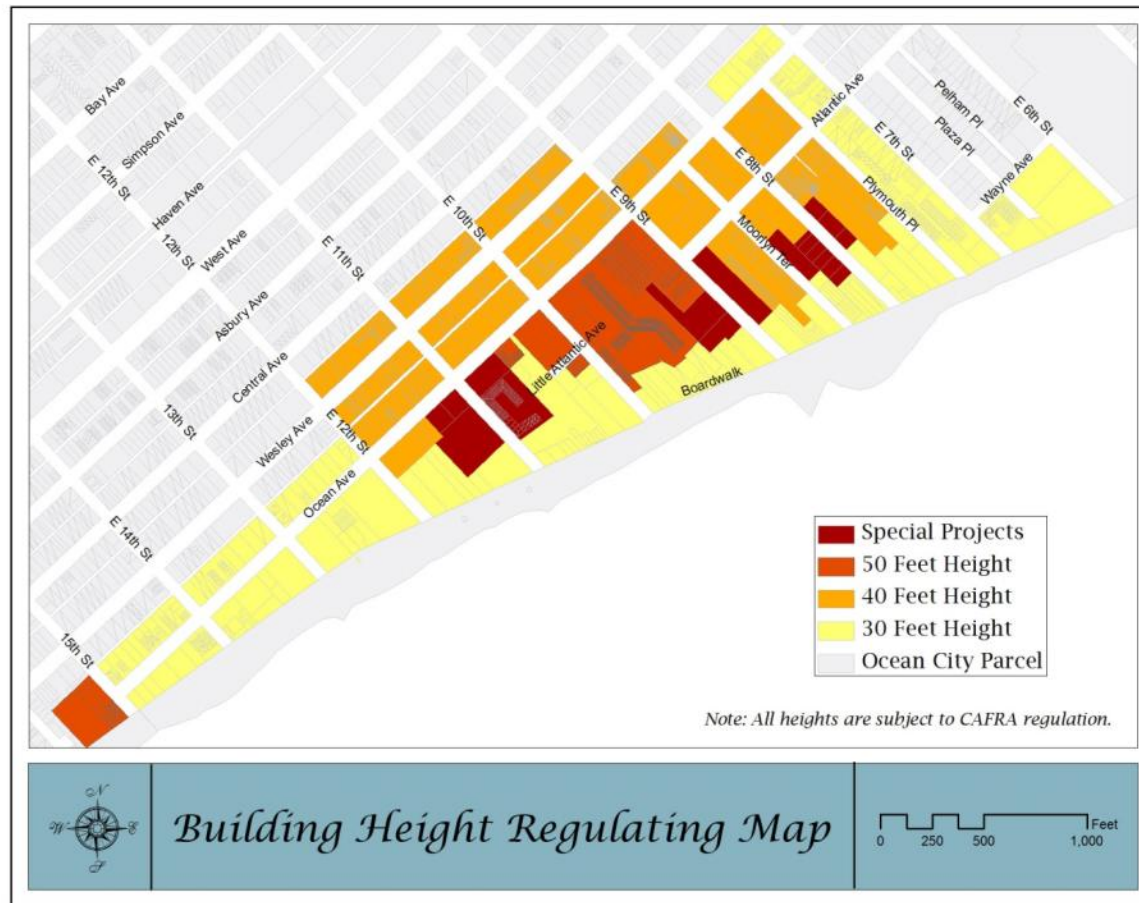 Bay Ave
Simpson Ave
E 12th St
Haven Ave
12th St
West Ave
Asbury Ave
Central Ave
13th St
Wesley Ave
E 12th St
Ocean Ave
E 14th St
15th St
E 11th St
E 10th St
E 9th St
E 8th St
Moorlyn Ter
Little Atlantic Ave
Boardwalk
Atlantic Ave
E 7th St
Plymouth Pl
Pelham Pl
Plaza Pl
E 6th St
Wayne Ave
Special Projects
50 Feet Height
40 Feet Height
30 Feet Height
Ocean City Parcel
Note: All heights are subject to CAFRA regulation.
N
W E
S
Building Height Regulating Map
Feet
0 250 500 1,000